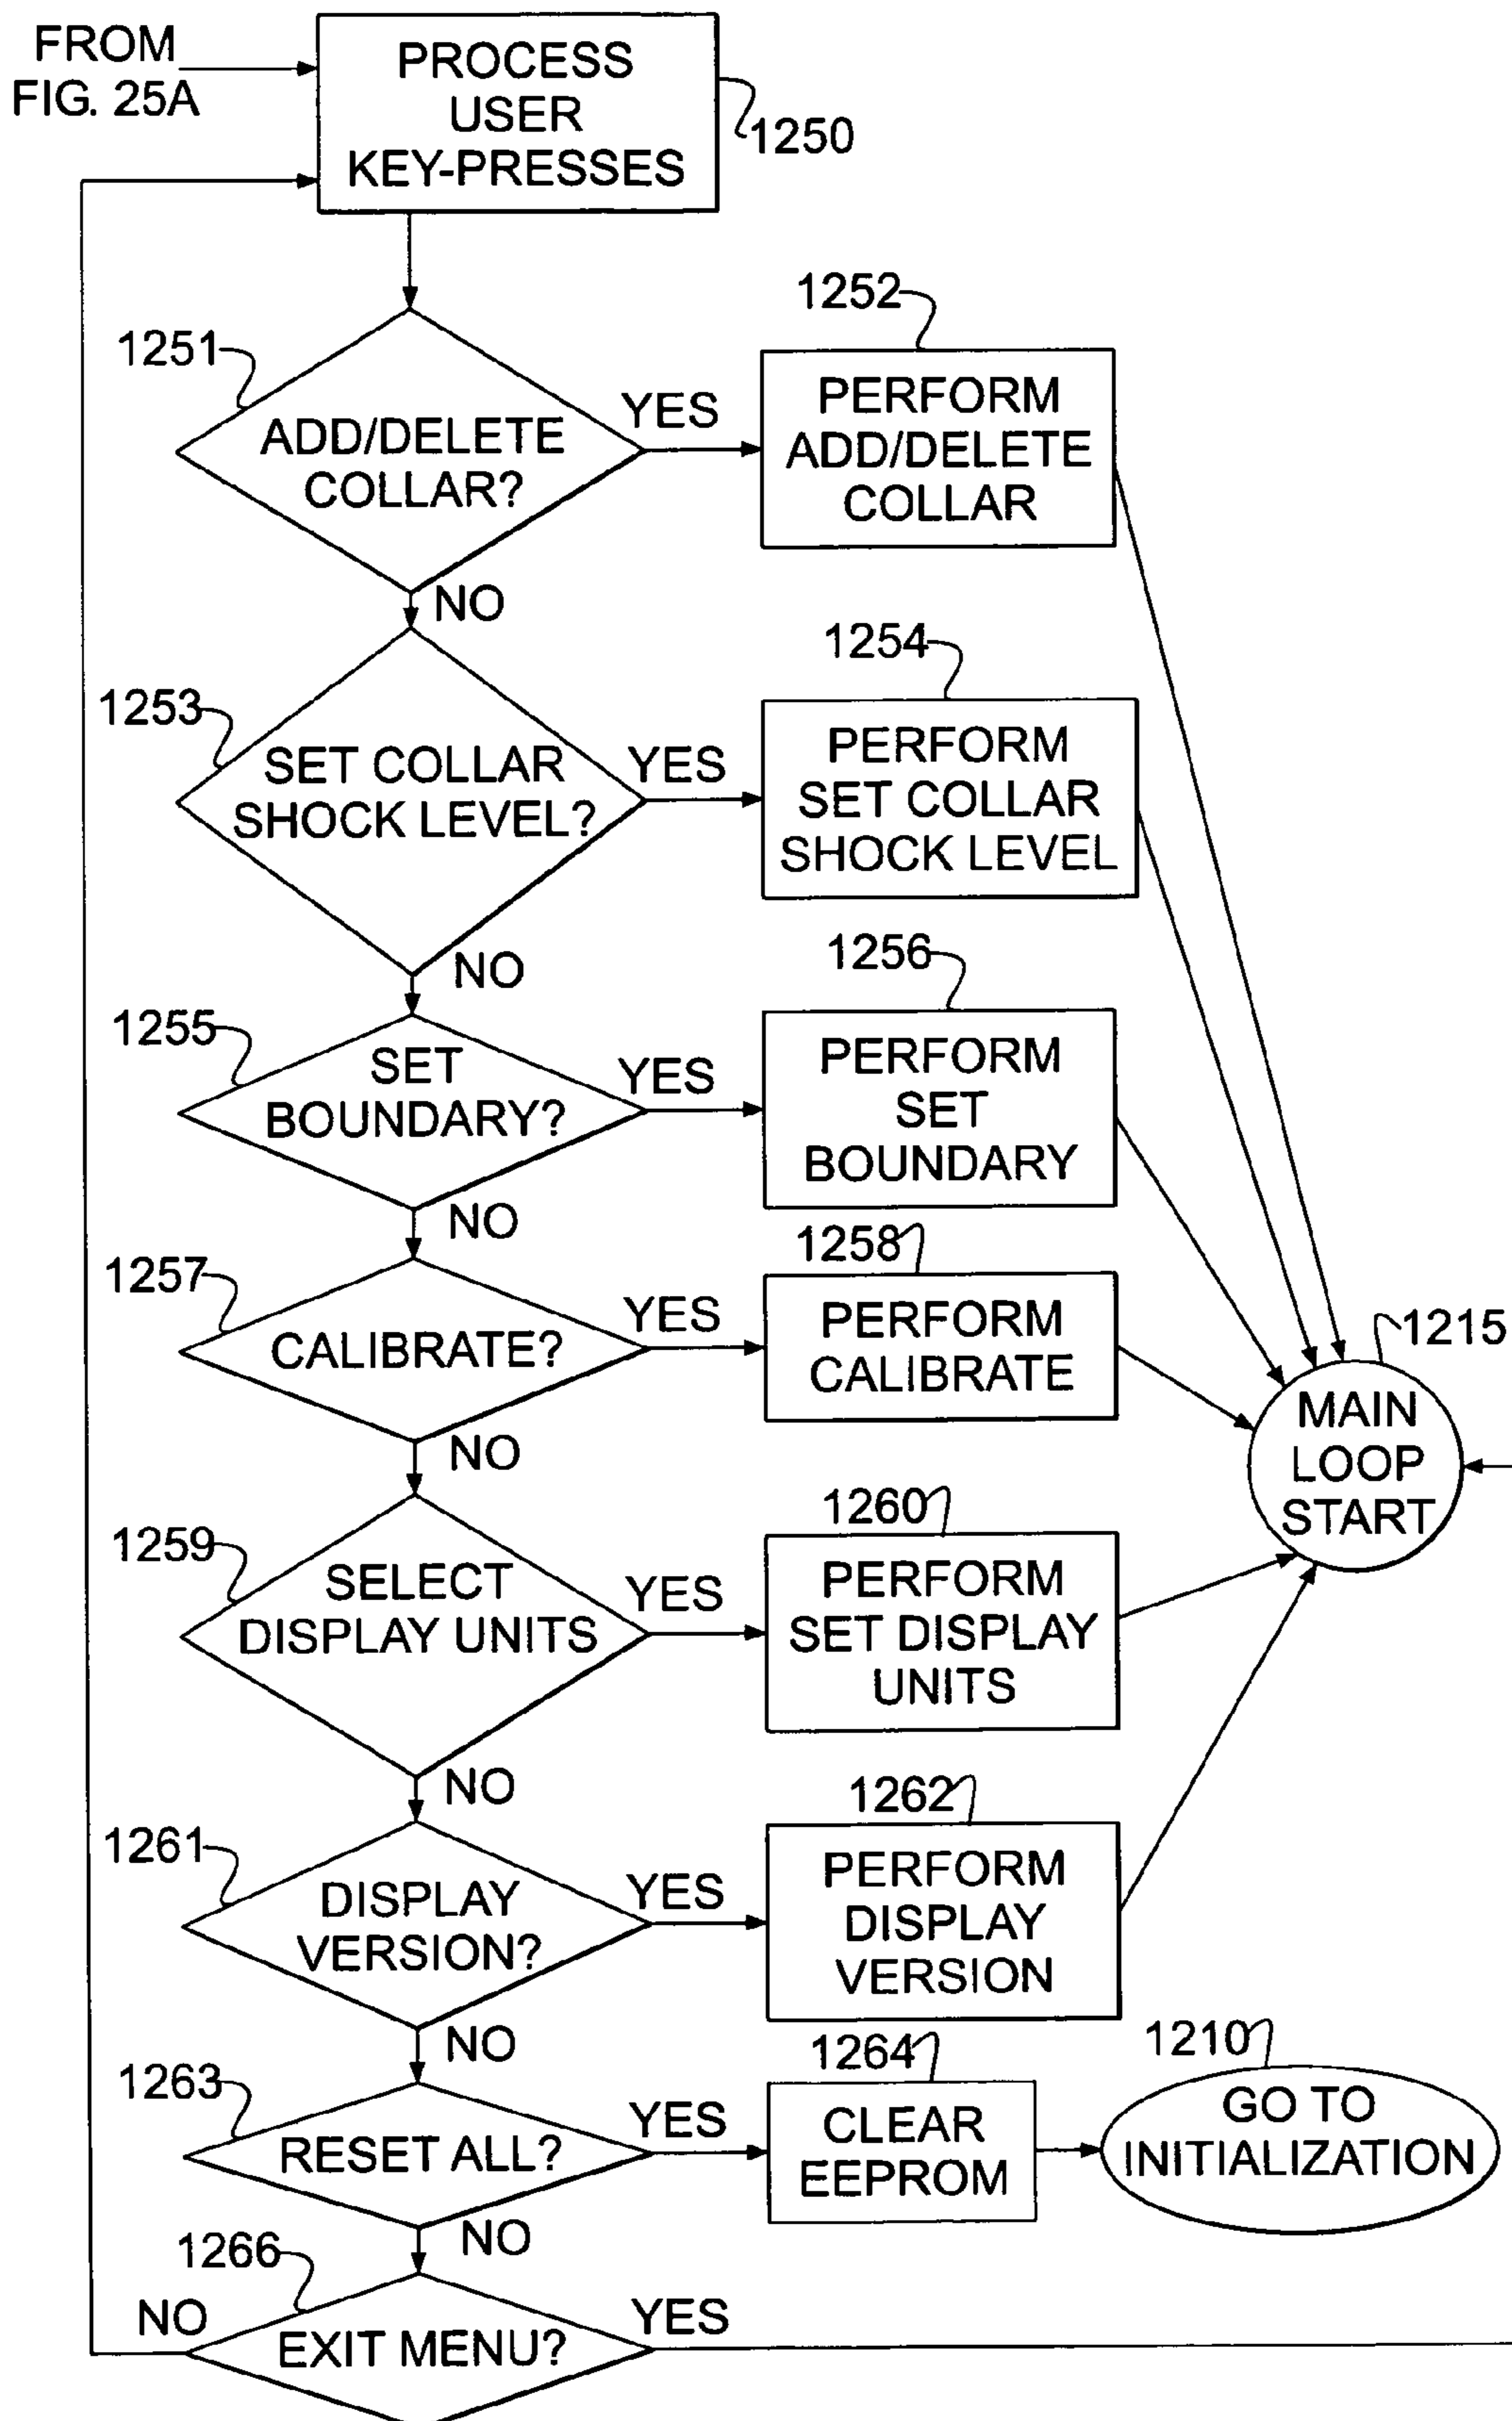 FROM
FIG. 25A
PROCESS
USER
KEY-PRESSES
1250
1251
ADD/DELETE
COLLAR?
YES
NO
1252
PERFORM
ADD/DELETE
COLLAR
1253
SET COLLAR
SHOCK LEVEL?
YES
NO
1254
PERFORM
SET COLLAR
SHOCK LEVEL
1255
SET
BOUNDARY?
YES
NO
1256
PERFORM
SET
BOUNDARY
1257
CALIBRATE?
YES
NO
1258
PERFORM
CALIBRATE
1215
MAIN
LOOP
START
1259
SELECT
DISPLAY UNITS
YES
NO
1260
PERFORM
SET DISPLAY
UNITS
1261
DISPLAY
VERSION?
YES
NO
1262
PERFORM
DISPLAY
VERSION
1263
RESET ALL?
YES
NO
1264
CLEAR
EEPROM
1210
GO TO
INITIALIZATION
1266
NO
EXIT MENU?
YES